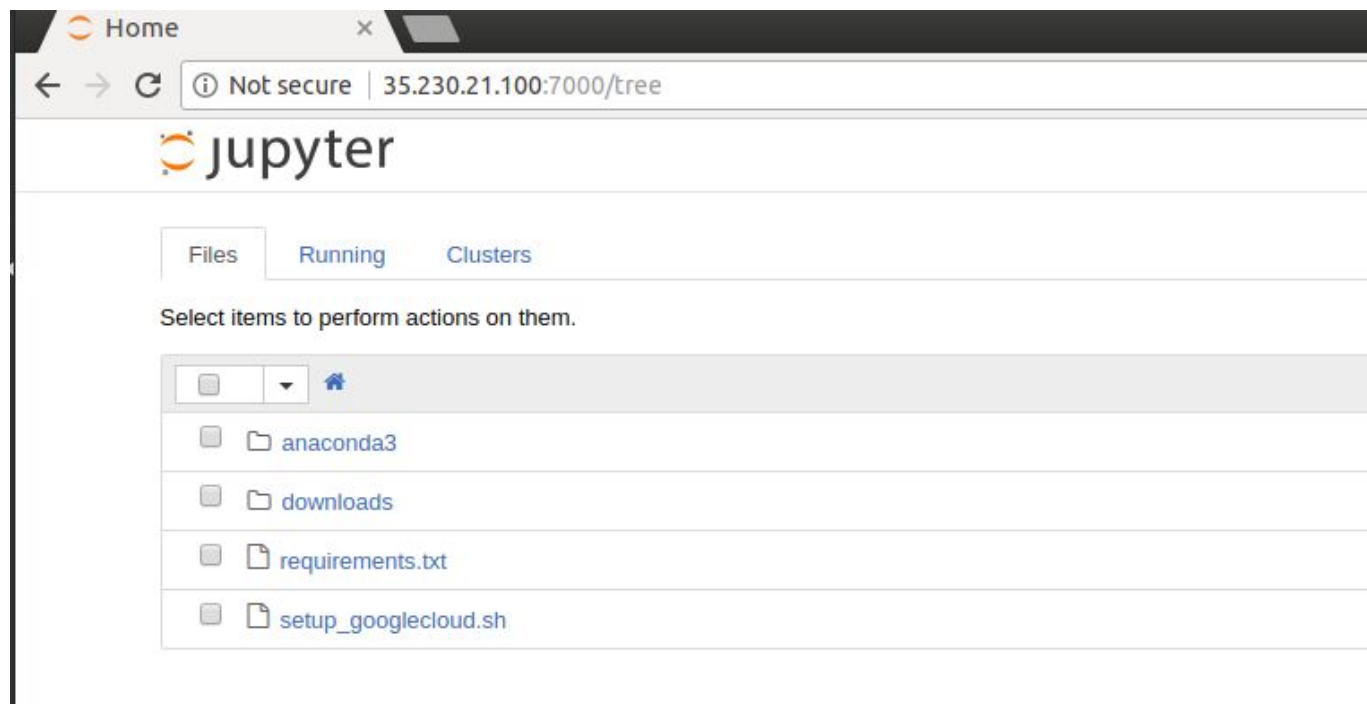 Home
Not secure | 35.230.21.100:7000/tree
jupyter
Files Running Clusters
Select items to perform actions on them.
anaconda3
downloads
requirements.txt
setup_googlecloud.sh